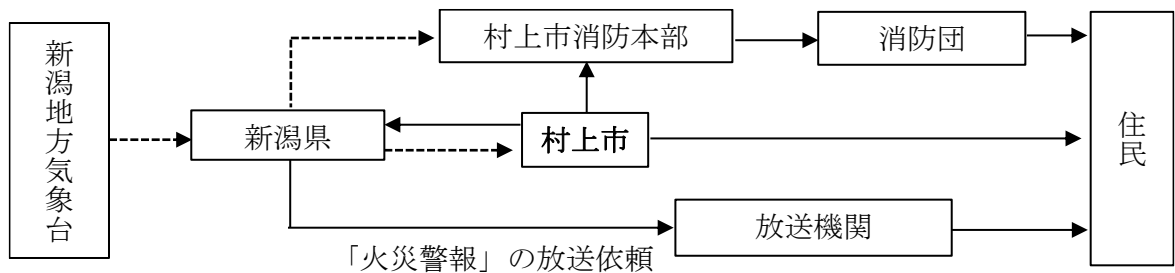 新潟地方気象台
新潟県
村上市消防本部
消防団
村上市
放送機関
「火災警報」の放送依頼
住民